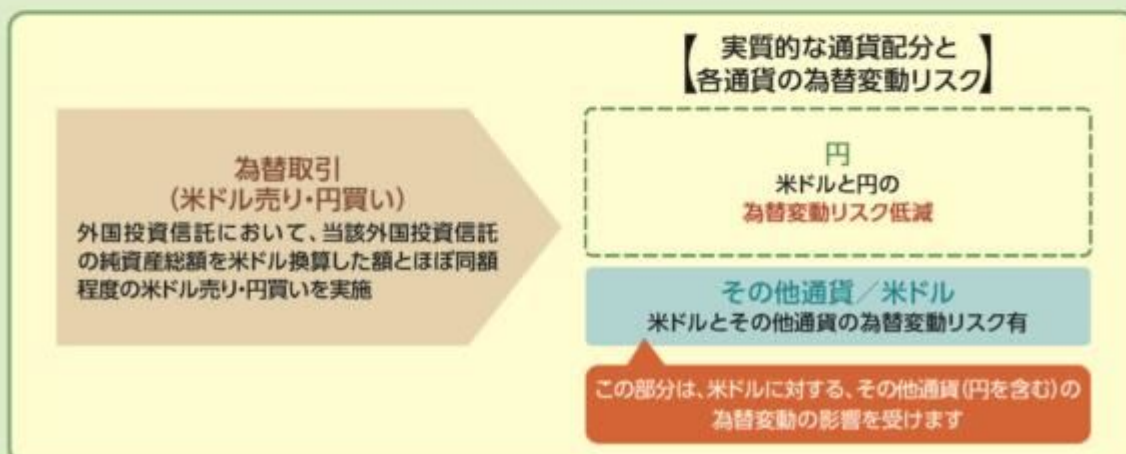 【実質的な通貨配分と
各通貨の為替変動リスク】
為替取引
（米ドル売り・円買い）
外国投資信託において、当該外国投資信託
の純資産総額を米ドル換算した額とほぼ同額
程度の米ドル売り・円買いを実施
円
米ドルと円の
為替変動リスク低減
その他通貨／米ドル
米ドルとその他通貨の為替変動リスク有
この部分は、米ドルに対する、その他通貨(円を含む)の
為替変動の影響を受けます